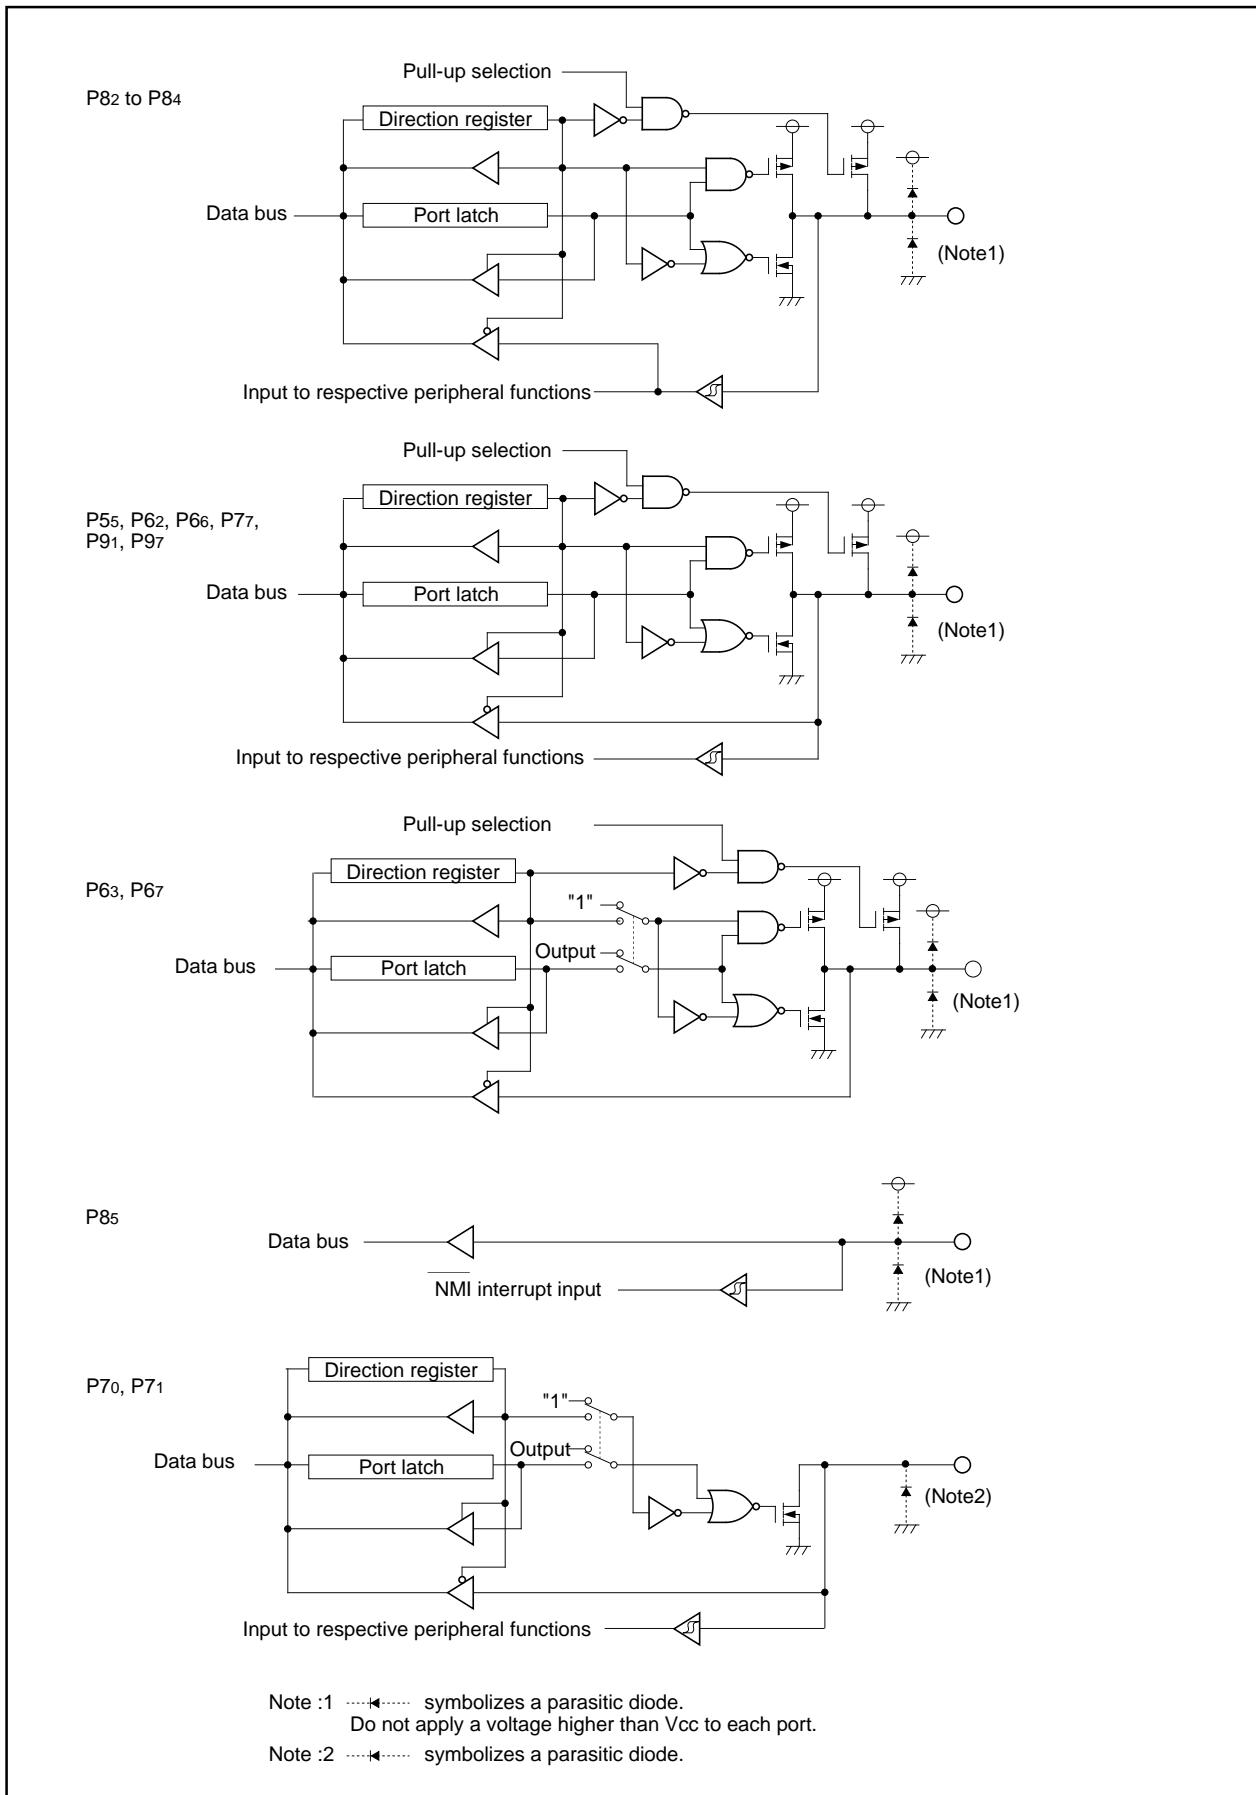 Pull-up selection
P82 to P84
Direction register
Data bus
Port latch
(Note1)
Input to respective peripheral functions
Pull-up selection
Direction register
P55, P62, P66, P77,
P91, P97
Data bus
Port latch
(Note1)
Input to respective peripheral functions
Pull-up selection
Direction register
P63, P67
"1"
Output
Data bus
Port latch
(Note1)
P85
Data bus
(Note1)
NMI interrupt input
Direction register
P70, P71
"1"
Output
Data bus
Port latch
(Note2)
Input to respective peripheral functions
Note :1 symbolizes a parasitic diode.
Do not apply a voltage higher than Vcc to each port.
Note :2 symbolizes a parasitic diode.